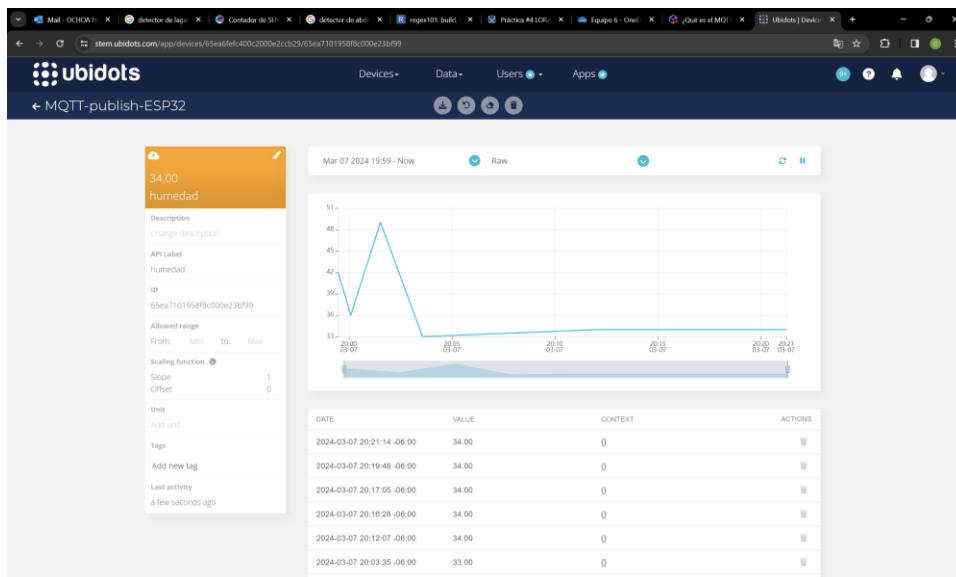 Mail - OCHOA N
detector de lag
Contador de SEÑ
detector de abd
regex101: build,
Práctica #4 LORA
Equipo 6 - OneD
¿Qué es el MQTT
Ubidots | Device
stem.ubidots.com/app/devices/65ea6fefc400c2000e2ccb29/65ea7101958f8c000e23bf99
ubidots
Devices
Data
Users
Apps
9+
← MQTT-publish-ESP32
34.00
humedad
Description
Change description
API Label
humedad
ID
65ea7101958f8c000e23bf99
Allowed range
From: Min to: Max
Scaling function
Slope 1
Offset 0
Unit
Add unit
Tags
Add new tag
Last activity
a few seconds ago
Mar 07 2024 19:59 - Now
Raw
51
48
45
42
39
36
33
20:00 20:05 20:10 20:15 20:20 20:21
03-07 03-07 03-07 03-07 03-07 03-07
DATE VALUE CONTEXT ACTIONS
2024-03-07 20:21:14 -06:00 34.00 {}
2024-03-07 20:19:48 -06:00 34.00 {}
2024-03-07 20:17:05 -06:00 34.00 {}
2024-03-07 20:16:28 -06:00 34.00 {}
2024-03-07 20:12:07 -06:00 34.00 {}
2024-03-07 20:03:35 -06:00 33.00 {}